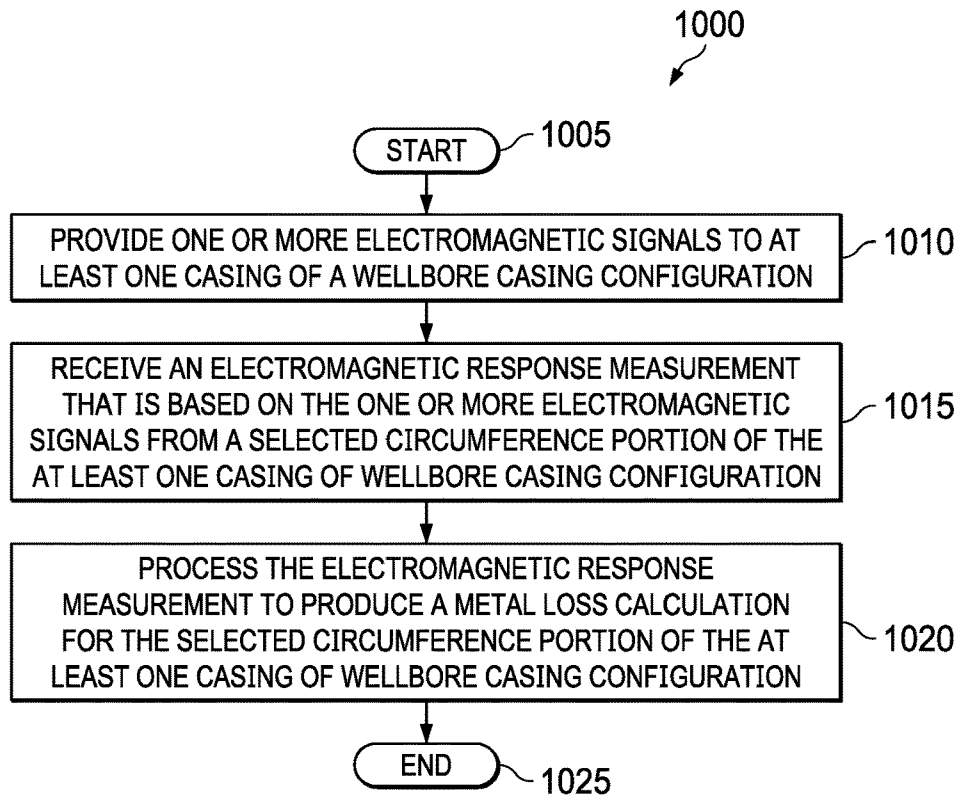 1000
START
1005
PROVIDE ONE OR MORE ELECTROMAGNETIC SIGNALS TO AT
LEAST ONE CASING OF A WELLBORE CASING CONFIGURATION
1010
RECEIVE AN ELECTROMAGNETIC RESPONSE MEASUREMENT
THAT IS BASED ON THE ONE OR MORE ELECTROMAGNETIC
SIGNALS FROM A SELECTED CIRCUMFERENCE PORTION OF THE
AT LEAST ONE CASING OF WELLBORE CASING CONFIGURATION
1015
PROCESS THE ELECTROMAGNETIC RESPONSE
MEASUREMENT TO PRODUCE A METAL LOSS CALCULATION
FOR THE SELECTED CIRCUMFERENCE PORTION OF THE AT
LEAST ONE CASING OF WELLBORE CASING CONFIGURATION
1020
END
1025